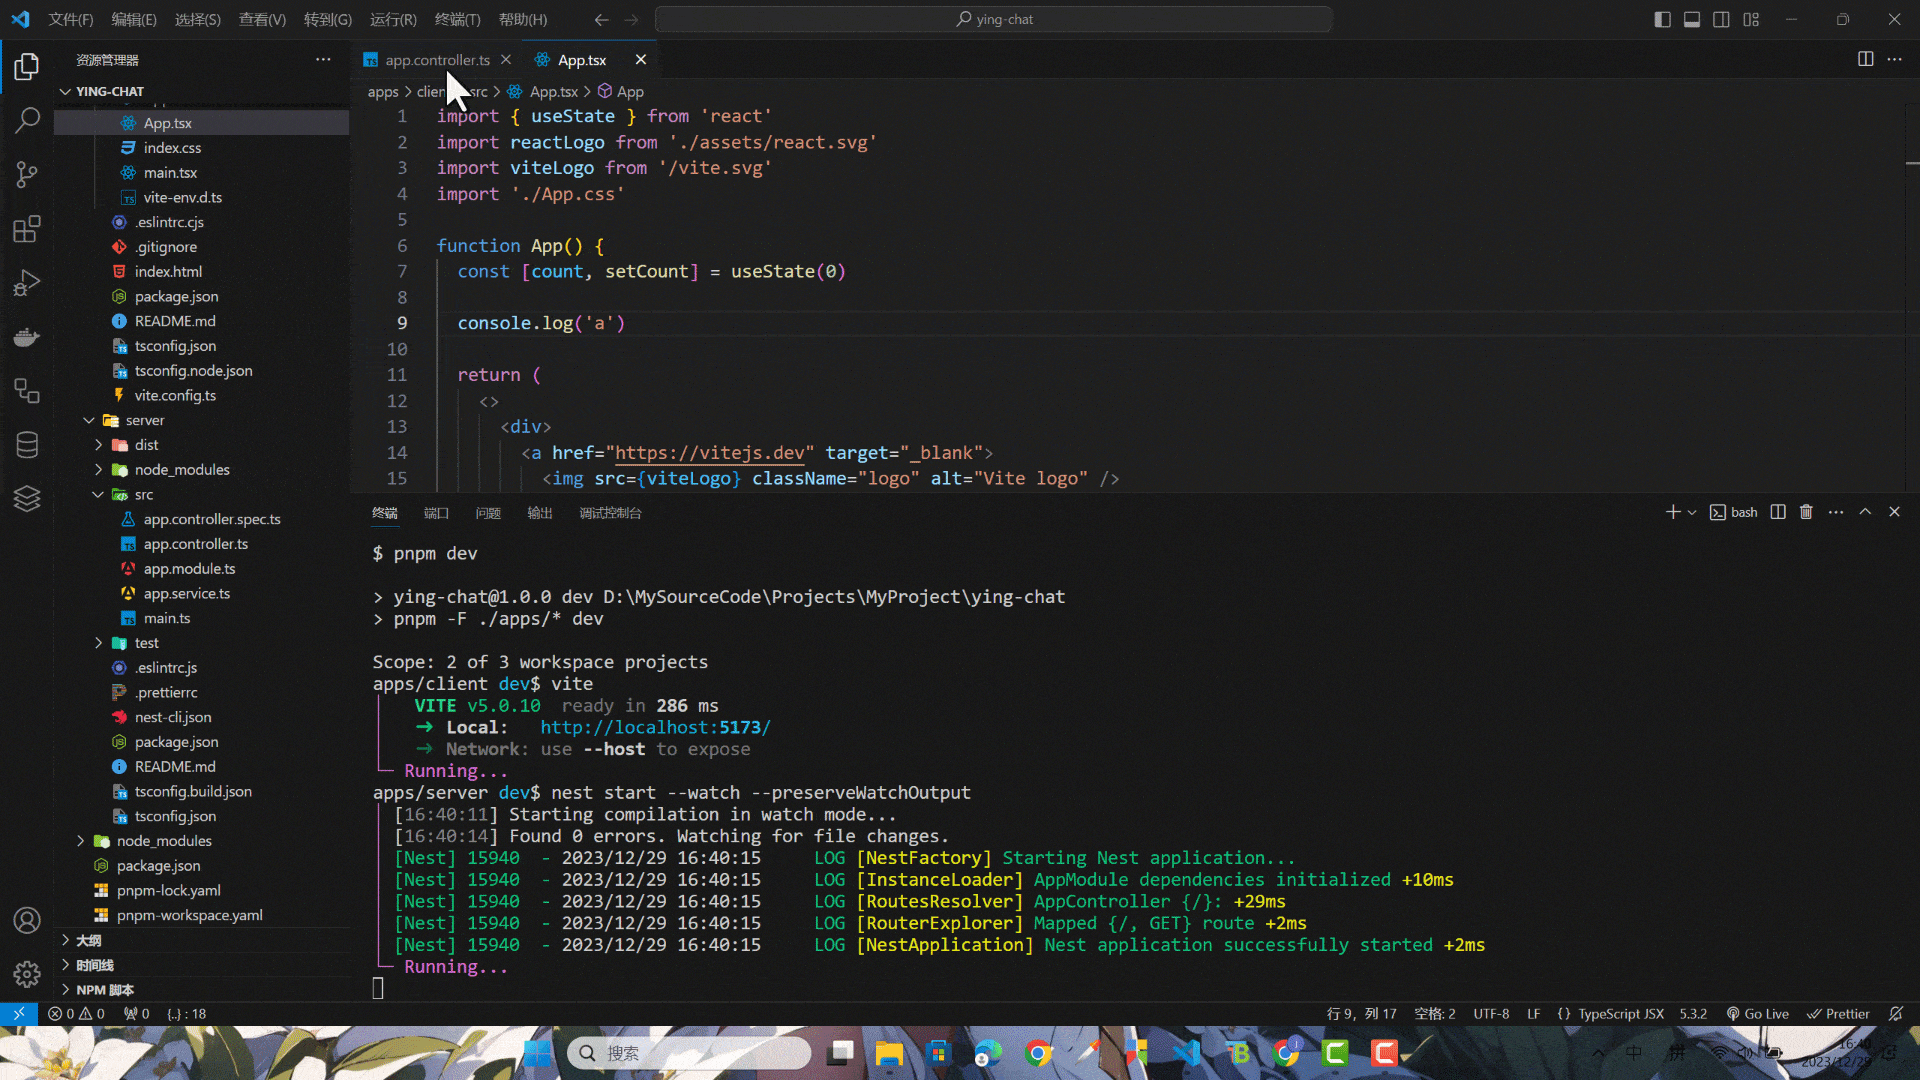 文件(F) 编辑(E) 选择(S) 查看(V) 转到(G) 运行(R) 终端(T) 帮助(H) ying-chat
资源管理器
app.controller.ts App.tsx
YING-CHAT
apps src App.tsx App
App.tsx
index.css
main.tsx
vite-env.d.ts
.eslintrc.cjs
.gitignore
index.html
package.json
README.md
tsconfig.json
tsconfig.node.json
vite.config.ts
server
dist
node_modules
src
app.controller.spec.ts
app.controller.ts
app.module.ts
app.service.ts
main.ts
test
.eslintrc.js
.prettierrc
nest-cli.json
package.json
README.md
tsconfig.build.json
tsconfig.json
node_modules
package.json
pnpm-lock.yaml
pnpm-workspace.yaml
大纲
时间线
NPM 脚本
1 import { useState } from 'react'
2 import reactLogo from './assets/react.svg'
3 import viteLogo from '/vite.svg'
4 import './App.css'
5
6 function App() {
7 const [count, setCount] = useState(0)
8
9 console.log('a')
10
11 return (
12 <>
13 <div>
14 <a href="https://vitejs.dev" target="_blank">
15 <img src={viteLogo} className="logo" alt="Vite logo" />
终端 端口 问题 输出 调试控制台 bash
$ pnpm dev
> ying-chat@1.0.0 dev D:\MySourceCode\Projects\MyProject\ying-chat
> pnpm -F ./apps/* dev
Scope: 2 of 3 workspace projects
apps/client dev$ vite
VITE v5.0.10 ready in 286 ms
➜ Local: http://localhost:5173/
➜ Network: use --host to expose
Running...
apps/server dev$ nest start --watch --preserveWatchOutput
[16:40:11] Starting compilation in watch mode...
[16:40:14] Found 0 errors. Watching for file changes.
[Nest] 15940 - 2023/12/29 16:40:15 LOG [NestFactory] Starting Nest application...
[Nest] 15940 - 2023/12/29 16:40:15 LOG [InstanceLoader] AppModule dependencies initialized +10ms
[Nest] 15940 - 2023/12/29 16:40:15 LOG [RoutesResolver] AppController {/}: +29ms
[Nest] 15940 - 2023/12/29 16:40:15 LOG [RouterExplorer] Mapped {/, GET} route +2ms
[Nest] 15940 - 2023/12/29 16:40:15 LOG [NestApplication] Nest application successfully started +2ms
Running...
0 0 0 {..} : 18 行 9，列 17 空格: 2 UTF-8 LF {} TypeScript JSX 5.3.2 Go Live Prettier
搜索 中 拼 16:40
2023/12/29